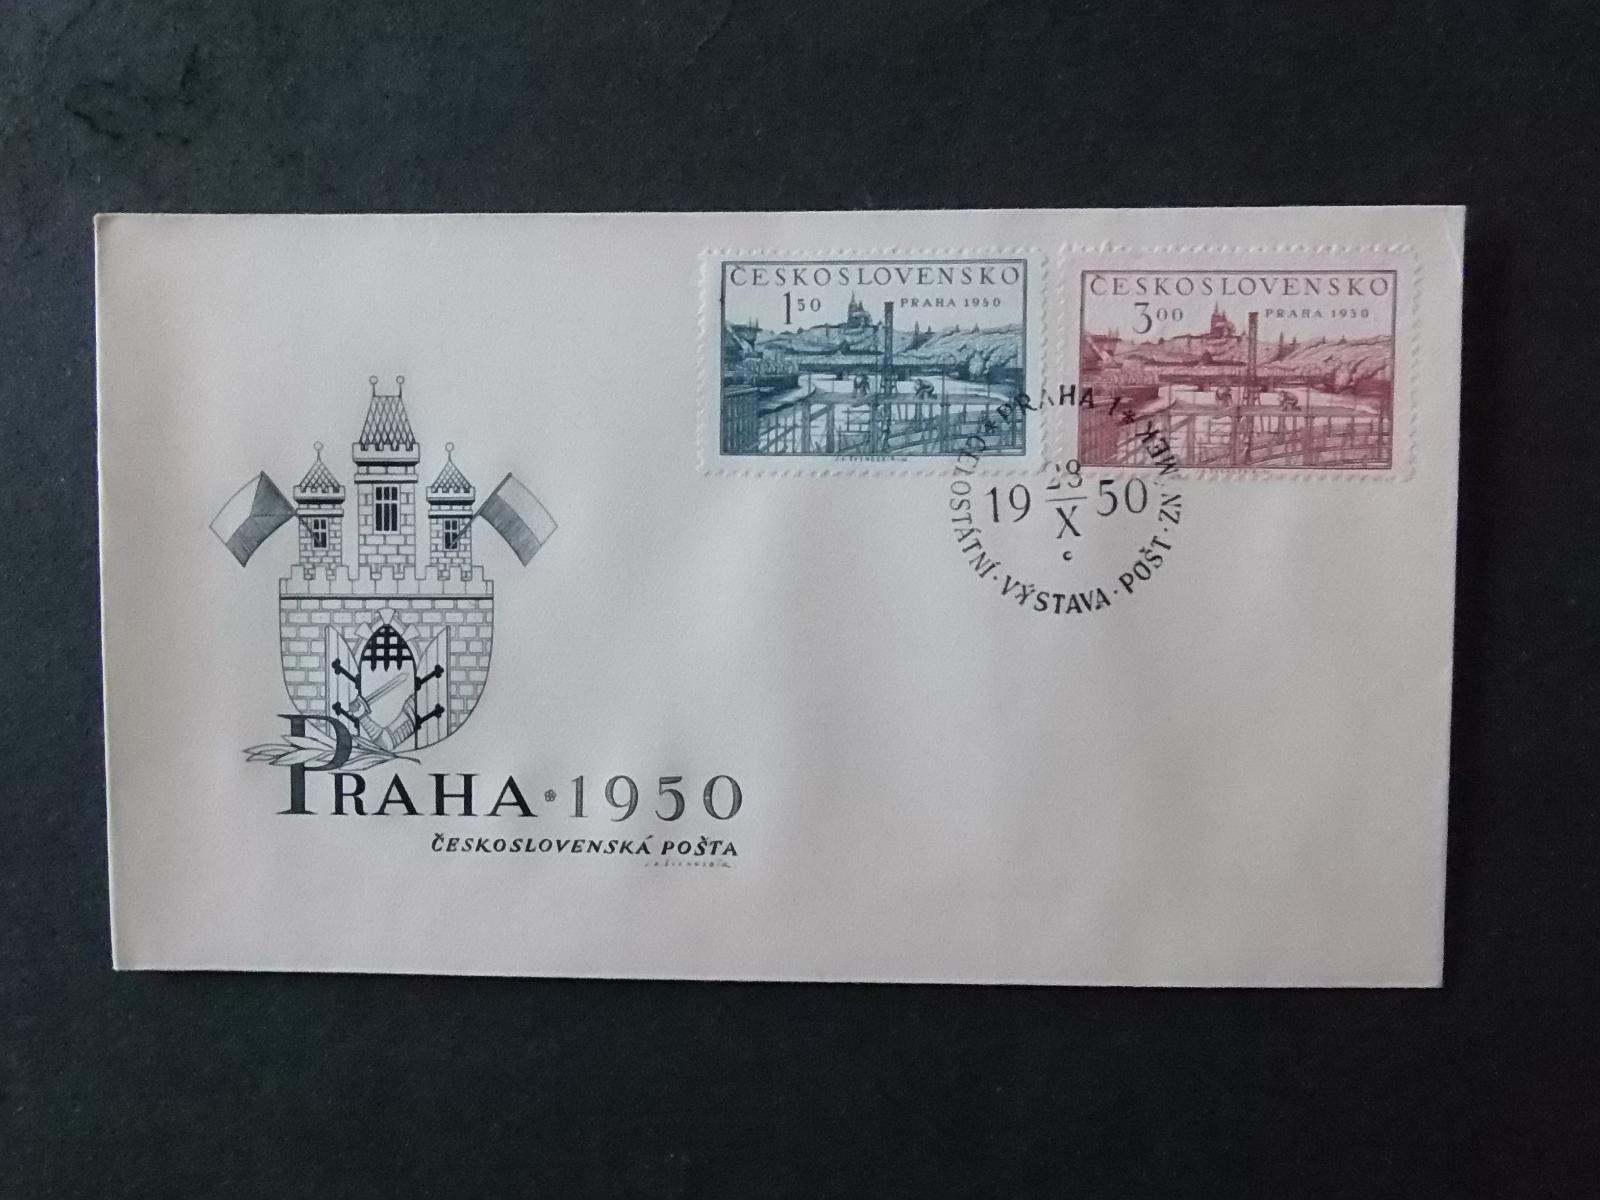 ČESKOSLOVENSKO
1 50 PRAHA 1950
ČESKOSLOVENSKO
3 00 PRAHA 1950
* PRAHA 1 *
CELOSTÁTNÍ · VÝSTAVA · POŠT · ZNÁMEK
19 28 50
X
c
PRAHA * 1950
ČESKOSLOVENSKÁ POŠTA